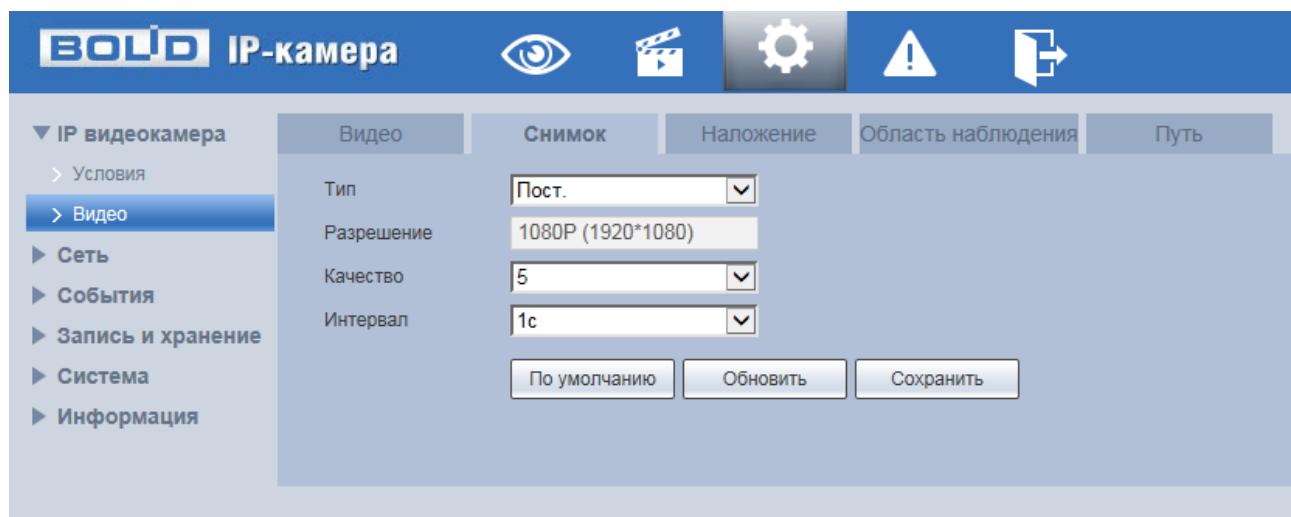 BOLID IP-камера
IP видеокамера
Условия
Видео
Сеть
События
Запись и хранение
Система
Информация
Видео
Снимок
Наложение
Область наблюдения
Путь
Тип
Пост.
Разрешение
1080P (1920*1080)
Качество
5
Интервал
1с
По умолчанию
Обновить
Сохранить